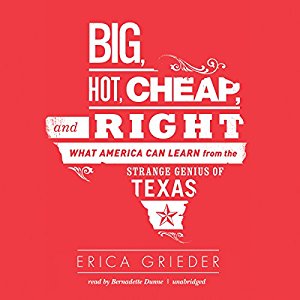 BIG,
HOT, CHEAP,
and RIGHT
WHAT AMERICA CAN LEARN from the
STRANGE GENIUS OF
TEXAS
ERICA GRIEDER
read by Bernadette Dunne | unabridged